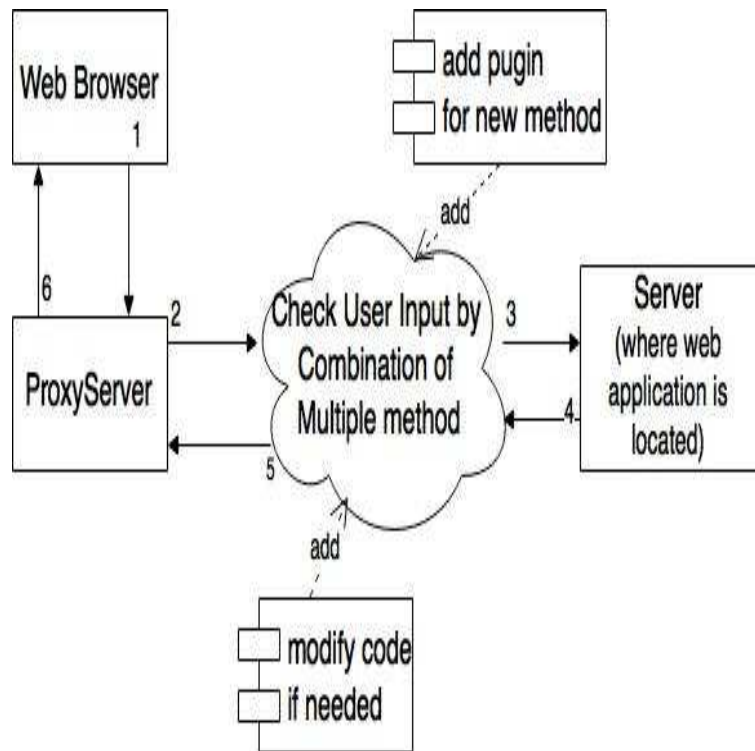 Web Browser
1
add pugin
for new method
add
6
2
Check User Input by
Combination of
Multiple method
3
Server
(where web
application is
located)
ProxyServer
4
5
add
modify code
if needed